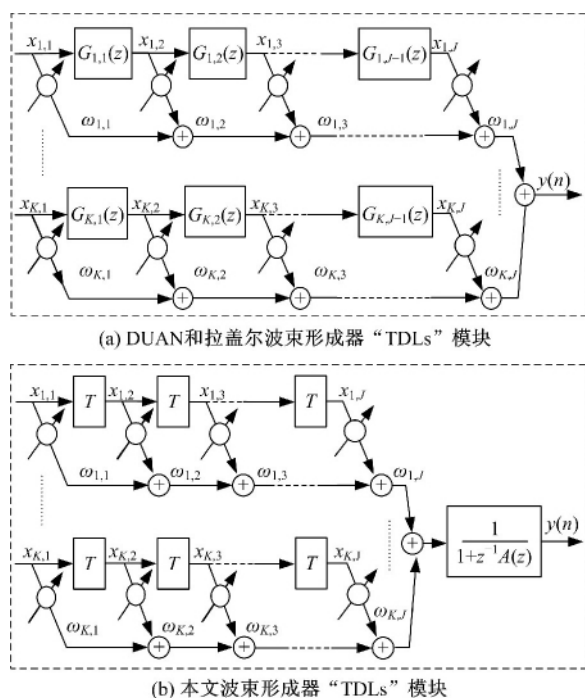 x1,1 G1,1(z) x1,2 G1,2(z) x1,3 G1,J−1(z) x1,J
ω1,1 + ω1,2 + ω1,3 + ω1,J
+ y(n)
xK,1 GK,1(z) xK,2 GK,2(z) xK,3 GK,J−1(z) xK,J
ωK,1 + ωK,2 + ωK,3 + ωK,J
(a) DUAN和拉盖尔波束形成器“TDLs”模块
x1,1 T x1,2 T x1,3 T x1,J
ω1,1 + ω1,2 + ω1,3 + ω1,J
+ 1/(1+z−1A(z)) y(n)
xK,1 T xK,2 T xK,3 T xK,J
ωK,1 + ωK,2 + ωK,3 + ωK,J
(b) 本文波束形成器“TDLs”模块